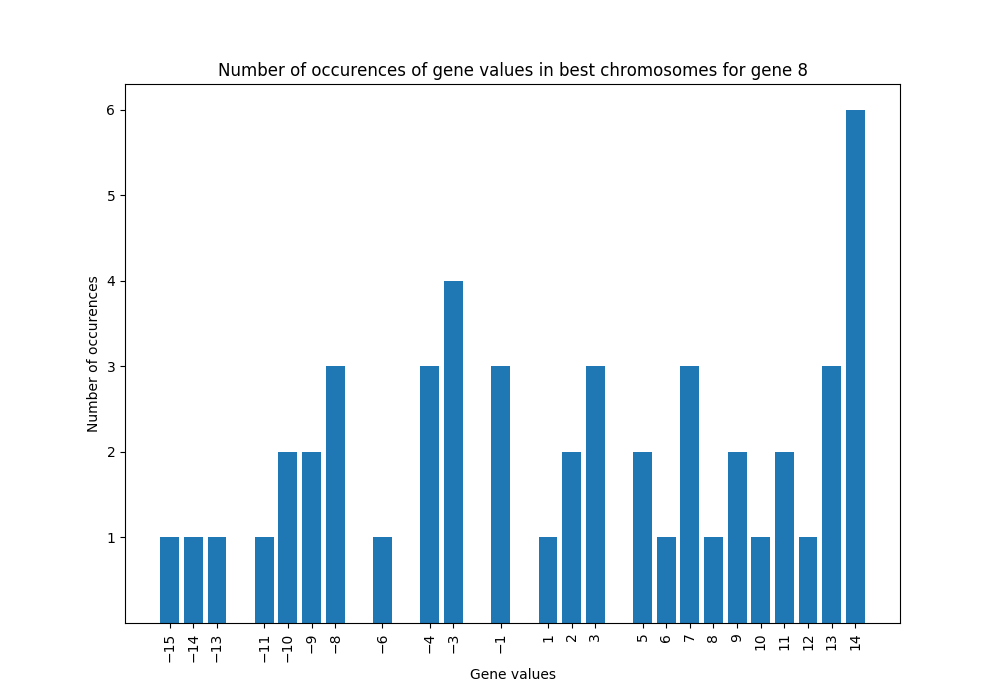 Number of occurences of gene values in best chromosomes for gene 8
6
5
4
3
2
1
Number of occurences
−15 −14 −13 −11 −10 −9 −8 −6 −4 −3 −1 1 2 3 5 6 7 8 9 10 11 12 13 14
Gene values